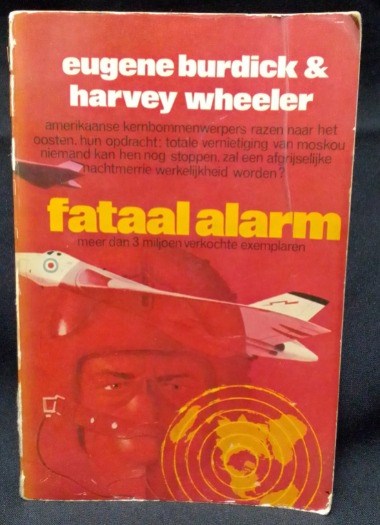 eugene burdick &
harvey wheeler
amerikaanse kernbommenwerpers razen naar het
oosten. hun opdracht: totale vernietiging van moskou
niemand kan hen nog stoppen. zal een afgrijselijke
nachtmerrie werkelijkheid worden?
fataal alarm
meer dan 3 miljoen verkochte exemplaren